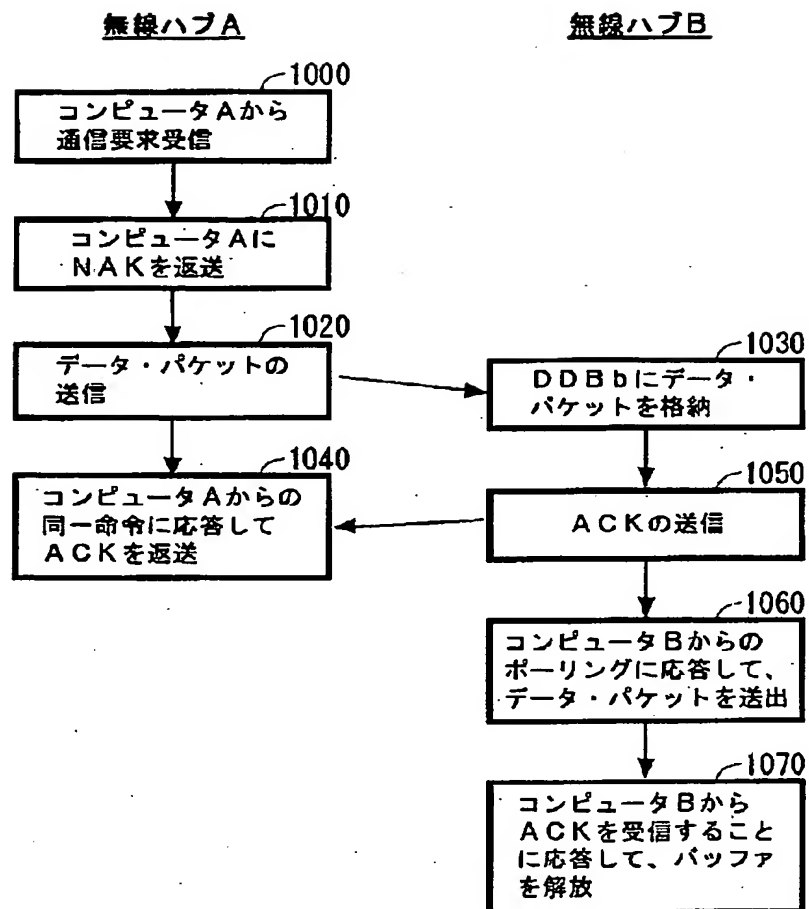 無線ハブA
無線ハブB
1000
コンピュータAから
通信要求受信
1010
コンピュータAに
NAKを返送
1020
データ・パケットの
送信
1030
DDBbにデータ・
パケットを格納
1040
コンピュータAからの
同一命令に応答して
ACKを返送
1050
ACKの送信
1060
コンピュータBからの
ポーリングに応答して、
データ・パケットを送出
1070
コンピュータBから
ACKを受信すること
に応答して、バッファ
を解放